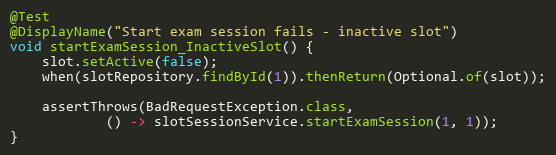 @Test
@DisplayName("Start exam session fails - inactive slot")
void startExamSession_InactiveSlot() {
    slot.setActive(false);
    when(slotRepository.findById(1)).thenReturn(Optional.of(slot));

    assertThrows(BadRequestException.class,
            () -> slotSessionService.startExamSession(1, 1));
}